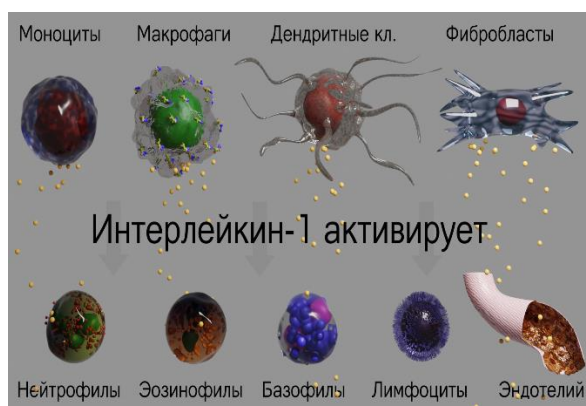 Моноциты Макрофаги Дендритные кл. Фибробласты
Интерлейкин-1 активирует
Нейтрофилы Эозинофилы Базофилы Лимфоциты Эндотелий